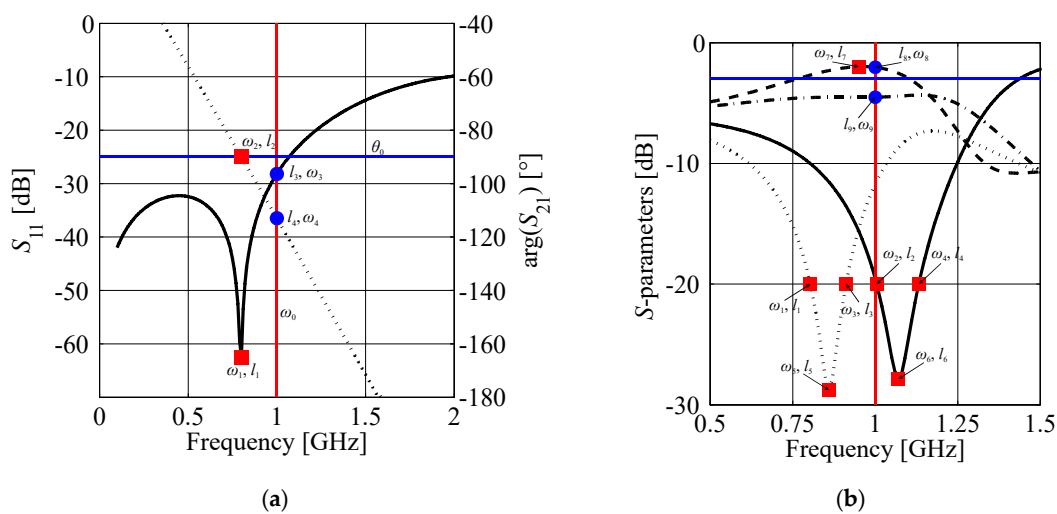 0
-10
-20
-30
-40
-50
-60
S₁₁ [dB]
-40
-60
-80
-100
-120
-140
-160
-180
arg(S₂₁) [°]
ω₂, l₂
θ₀
l₃, ω₃
l₄, ω₄
ω₀
ω₁, l₁
0 0.5 1 1.5 2
Frequency [GHz]
(a)
0
-10
-20
-30
S-parameters [dB]
ω₇, l₇
l₈, ω₈
l₉, ω₉
ω₂, l₂
ω₄, l₄
ω₁, l₁
ω₃, l₃
ω₅, l₅
ω₆, l₆
0.5 0.75 1 1.25 1.5
Frequency [GHz]
(b)